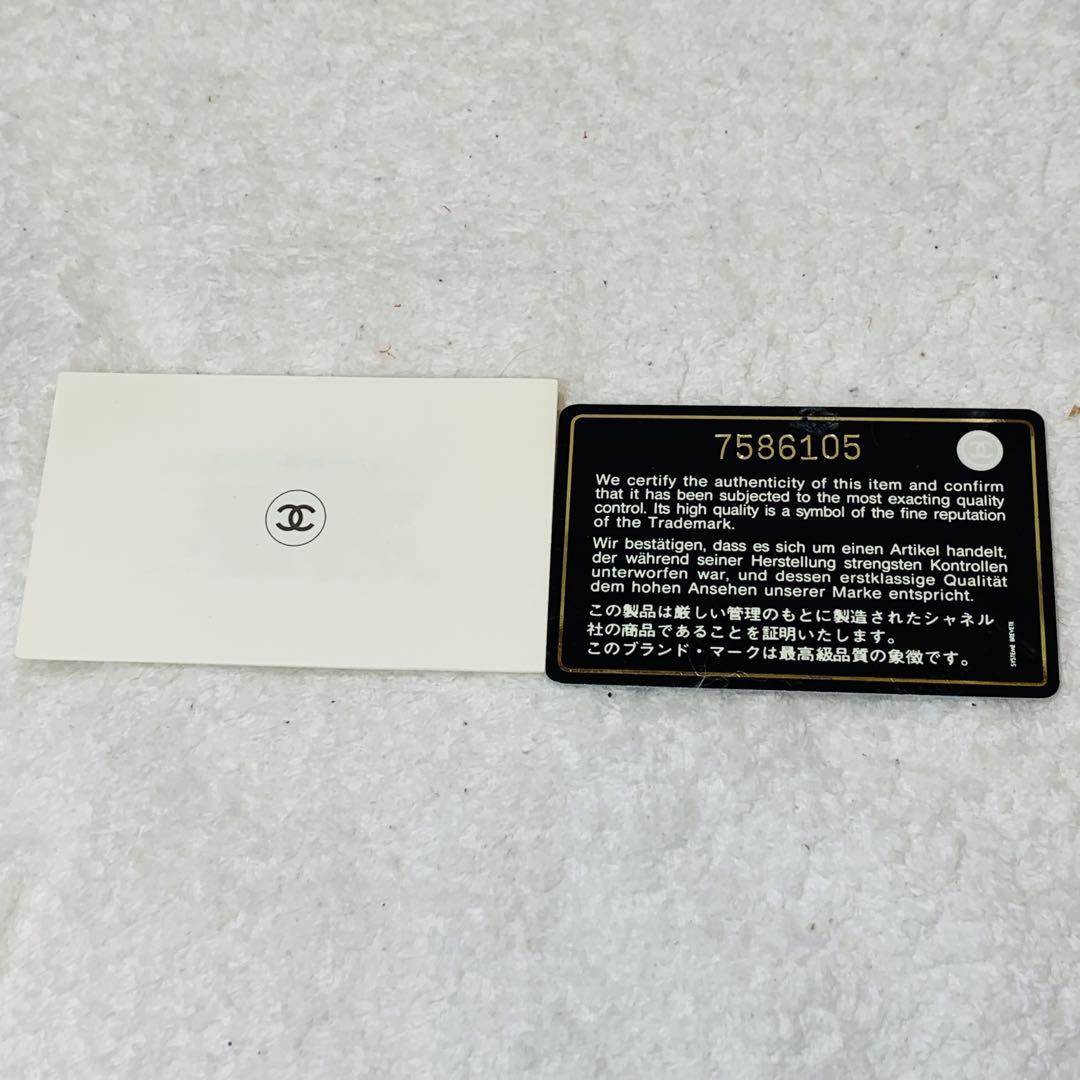 7586105
We certify the authenticity of this item and confirm
that it has been subjected to the most exacting quality
control. Its high quality is a symbol of the fine reputation
of the Trademark.
Wir bestätigen, dass es sich um einen Artikel handelt,
der während seiner Herstellung strengsten Kontrollen
unterworfen war, und dessen erstklassige Qualität
dem hohen Ansehen unserer Marke entspricht.
この製品は厳しい管理のもとに製造されたシャネル
社の商品であることを証明いたします。
このブランド・マークは最高級品質の象徴です。
SYSTEME BREVETE